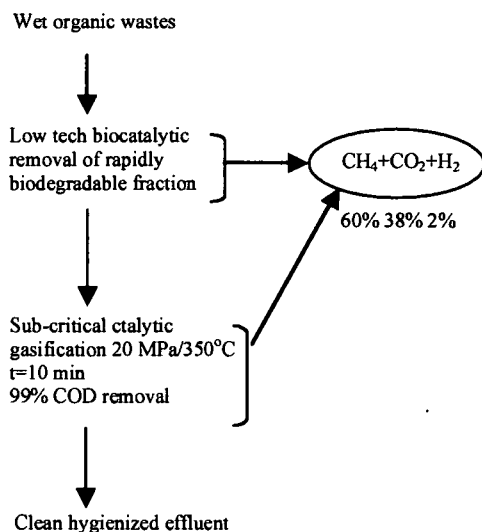 Wet organic wastes
Low tech biocatalytic
removal of rapidly
biodegradable fraction
CH₄+CO₂+H₂
60% 38% 2%
Sub-critical ctalytic
gasification 20 MPa/350°C
t=10 min
99% COD removal
Clean hygienized effluent